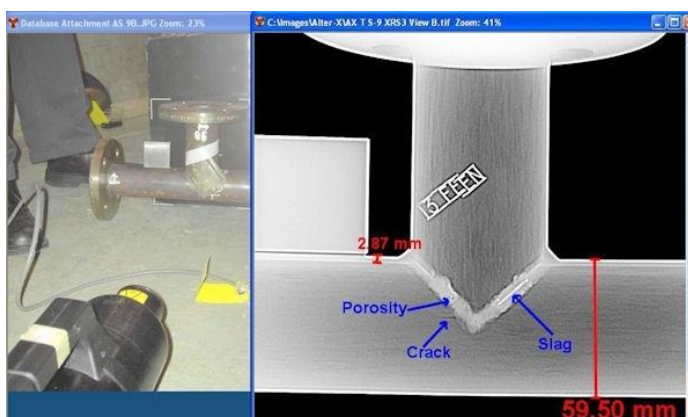 Database Attachment AS 9B.JPG Zoom: 23%
C:\Images\Alter-X\AX T S-9 XRS3 View B.tif Zoom: 41%
2.87 mm
Porosity
Crack
Slag
59.50 mm